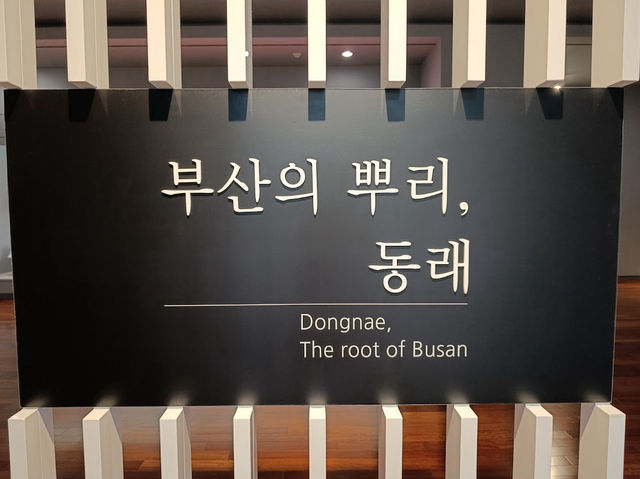 부산의 뿌리,
동래
Dongnae,
The root of Busan